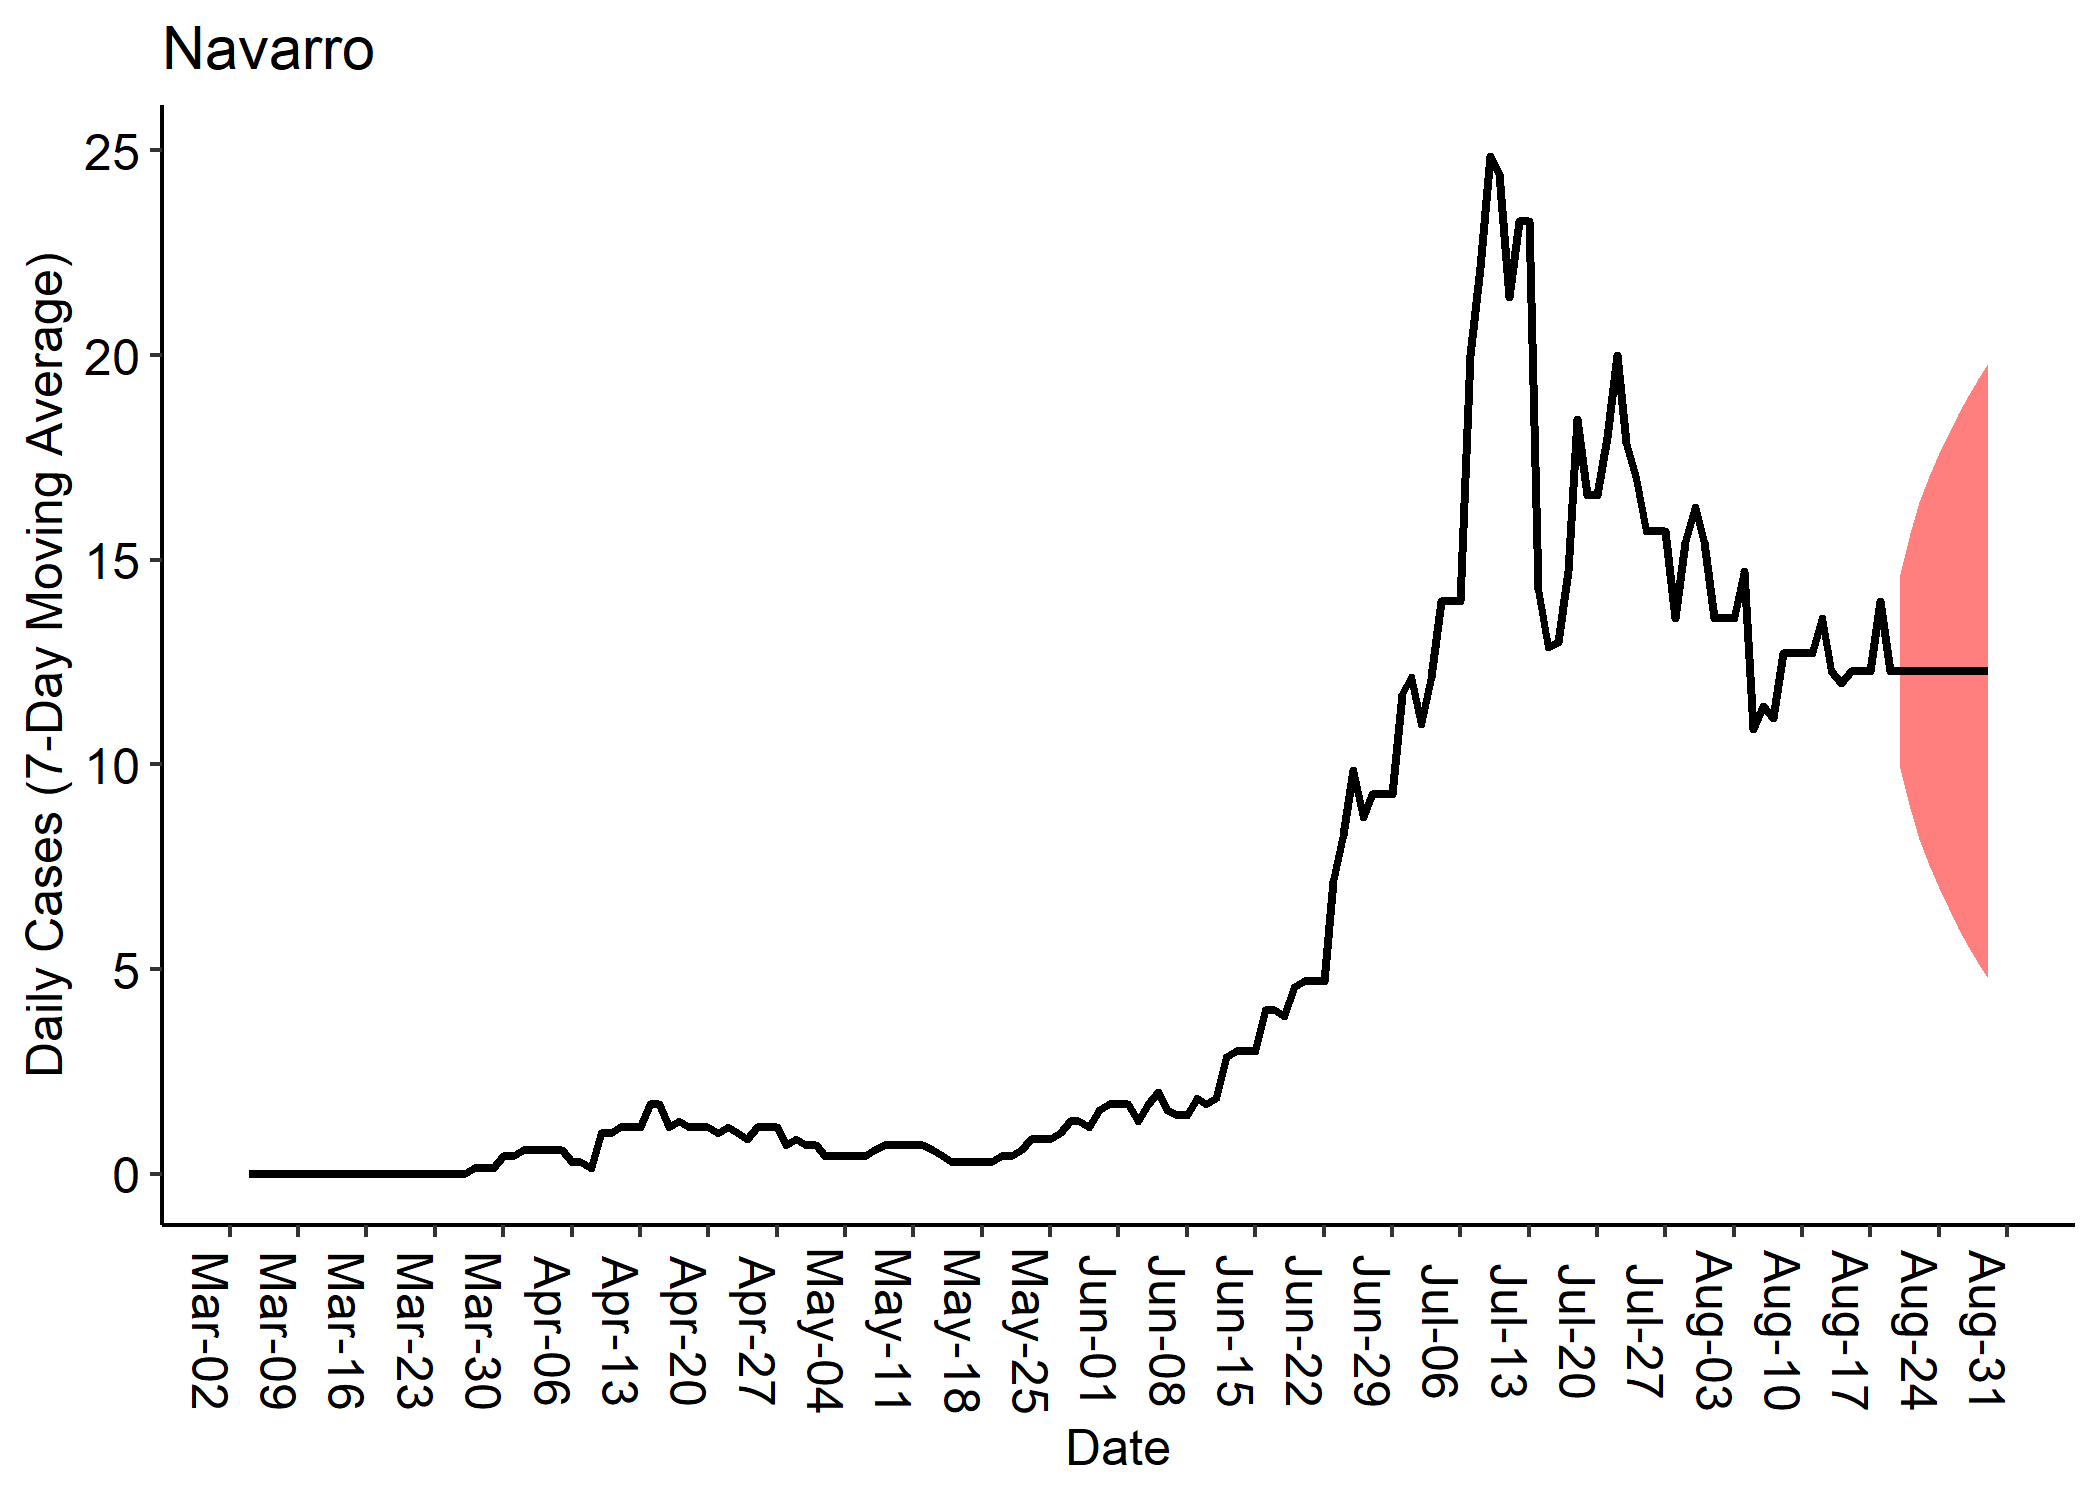 Navarro
Daily Cases (7-Day Moving Average)
25
20
15
10
5
0
Mar-02
Mar-09
Mar-16
Mar-23
Mar-30
Apr-06
Apr-13
Apr-20
Apr-27
May-04
May-11
May-18
May-25
Jun-01
Jun-08
Jun-15
Jun-22
Jun-29
Jul-06
Jul-13
Jul-20
Jul-27
Aug-03
Aug-10
Aug-17
Aug-24
Aug-31
Date